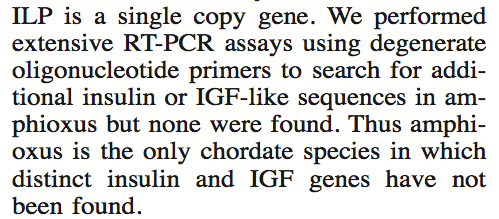 ILP is a single copy gene. We performed
extensive RT-PCR assays using degenerate
oligonucleotide primers to search for addi-
tional insulin or IGF-like sequences in am-
phioxus but none were found. Thus amphi-
oxus is the only chordate species in which
distinct insulin and IGF genes have not
been found.